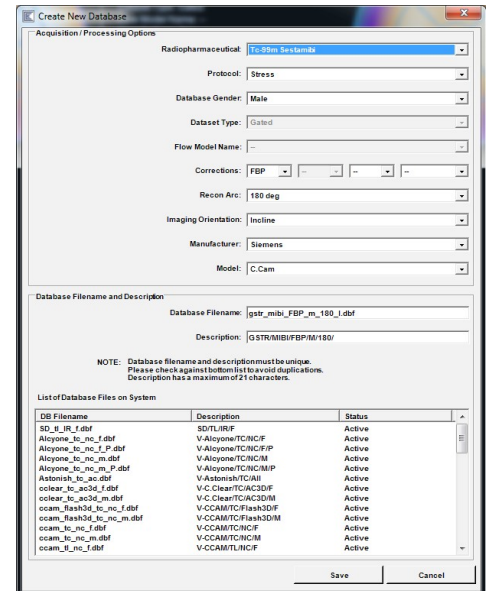 Create New Database
Acquisition / Processing Options
Radiopharmaceutical: Tc-99m Sestamibi
Protocol: Stress
Database Gender: Male
Dataset Type: Gated
Flow Model Name: --
Corrections: FBP -- -- --
Recon Arc: 180 deg
Imaging Orientation: Incline
Manufacturer: Siemens
Model: C.Cam
Database Filename and Description
Database Filename: gstr_mibi_FBP_m_180_I.dbf
Description: GSTR/MIBI/FBP/M/180/
NOTE: Database filename and description must be unique.
Please check against bottom list to avoid duplications.
Description has a maximum of 21 characters.
List of Database Files on System
DB Filename Description Status
SD_tl_IR_f.dbf SD/TL/IR/F Active
Alcyone_tc_nc_f.dbf V-Alcyone/TC/NC/F Active
Alcyone_tc_nc_f_P.dbf V-Alcyone/TC/NC/F/P Active
Alcyone_tc_nc_m.dbf V-Alcyone/TC/NC/M Active
Alcyone_tc_nc_m_P.dbf V-Alcyone/TC/NC/M/P Active
Astonish_tc_ac.dbf V-Astonish/TC/All Active
cclear_tc_ac3d_f.dbf V-C.Clear/TC/AC3D/F Active
cclear_tc_ac3d_m.dbf V-C.Clear/TC/AC3D/M Active
ccam_flash3d_tc_nc_f.dbf V-CCAM/TC/Flash3D/F Active
ccam_flash3d_tc_nc_m.dbf V-CCAM/TC/Flash3D/M Active
ccam_tc_nc_f.dbf V-CCAM/TC/NC/F Active
ccam_tc_nc_m.dbf V-CCAM/TC/NC/M Active
ccam_tl_nc_f.dbf V-CCAM/TL/NC/F Active
Save Cancel